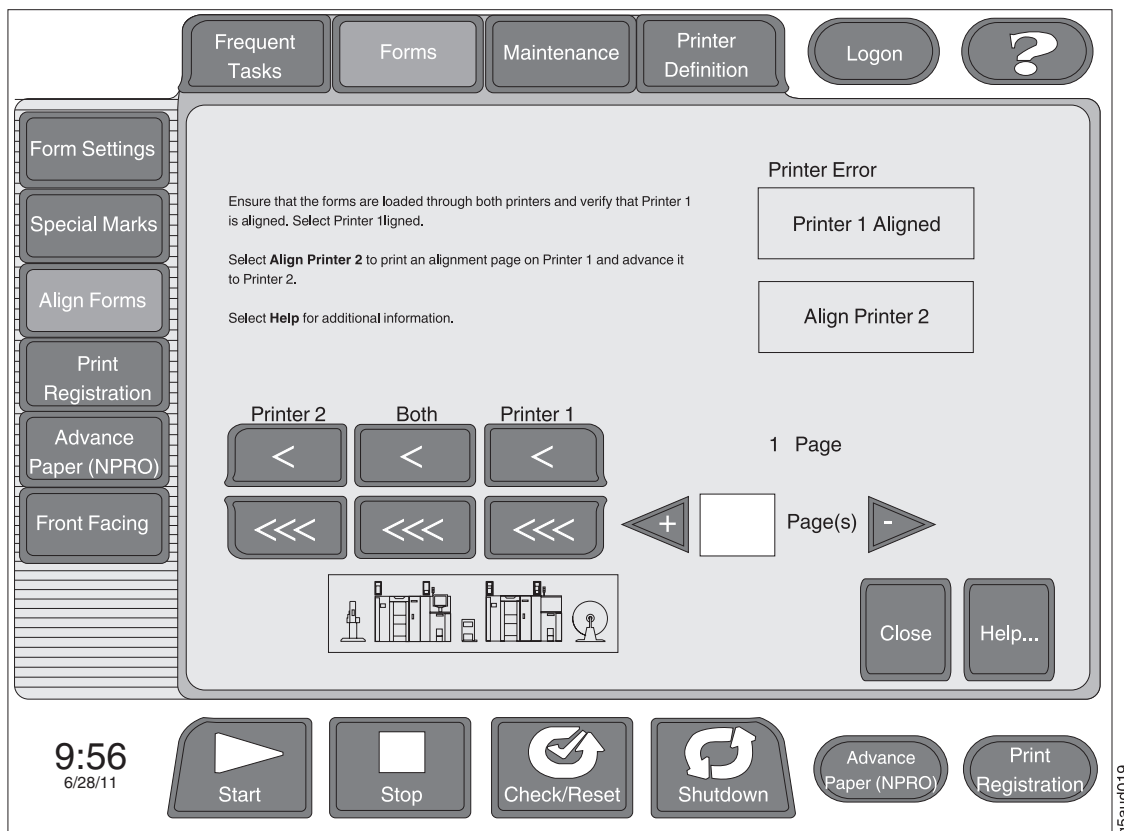 Frequent
Tasks
Forms
Maintenance
Printer
Definition
Logon
?
Form Settings
Special Marks
Align Forms
Print
Registration
Advance
Paper (NPRO)
Front Facing
Printer Error
Printer 1 Aligned
Align Printer 2
Ensure that the forms are loaded through both printers and verify that Printer 1
is aligned. Select Printer 1ligned.
Select Align Printer 2 to print an alignment page on Printer 1 and advance it
to Printer 2.
Select Help for additional information.
Printer 2 Both Printer 1
< < <
<<< <<< <<<
1 Page
+ Page(s) -
Close
Help...
9:56
6/28/11
Start
Stop
Check/Reset
Shutdown
Advance
Paper (NPRO)
Print
Registration